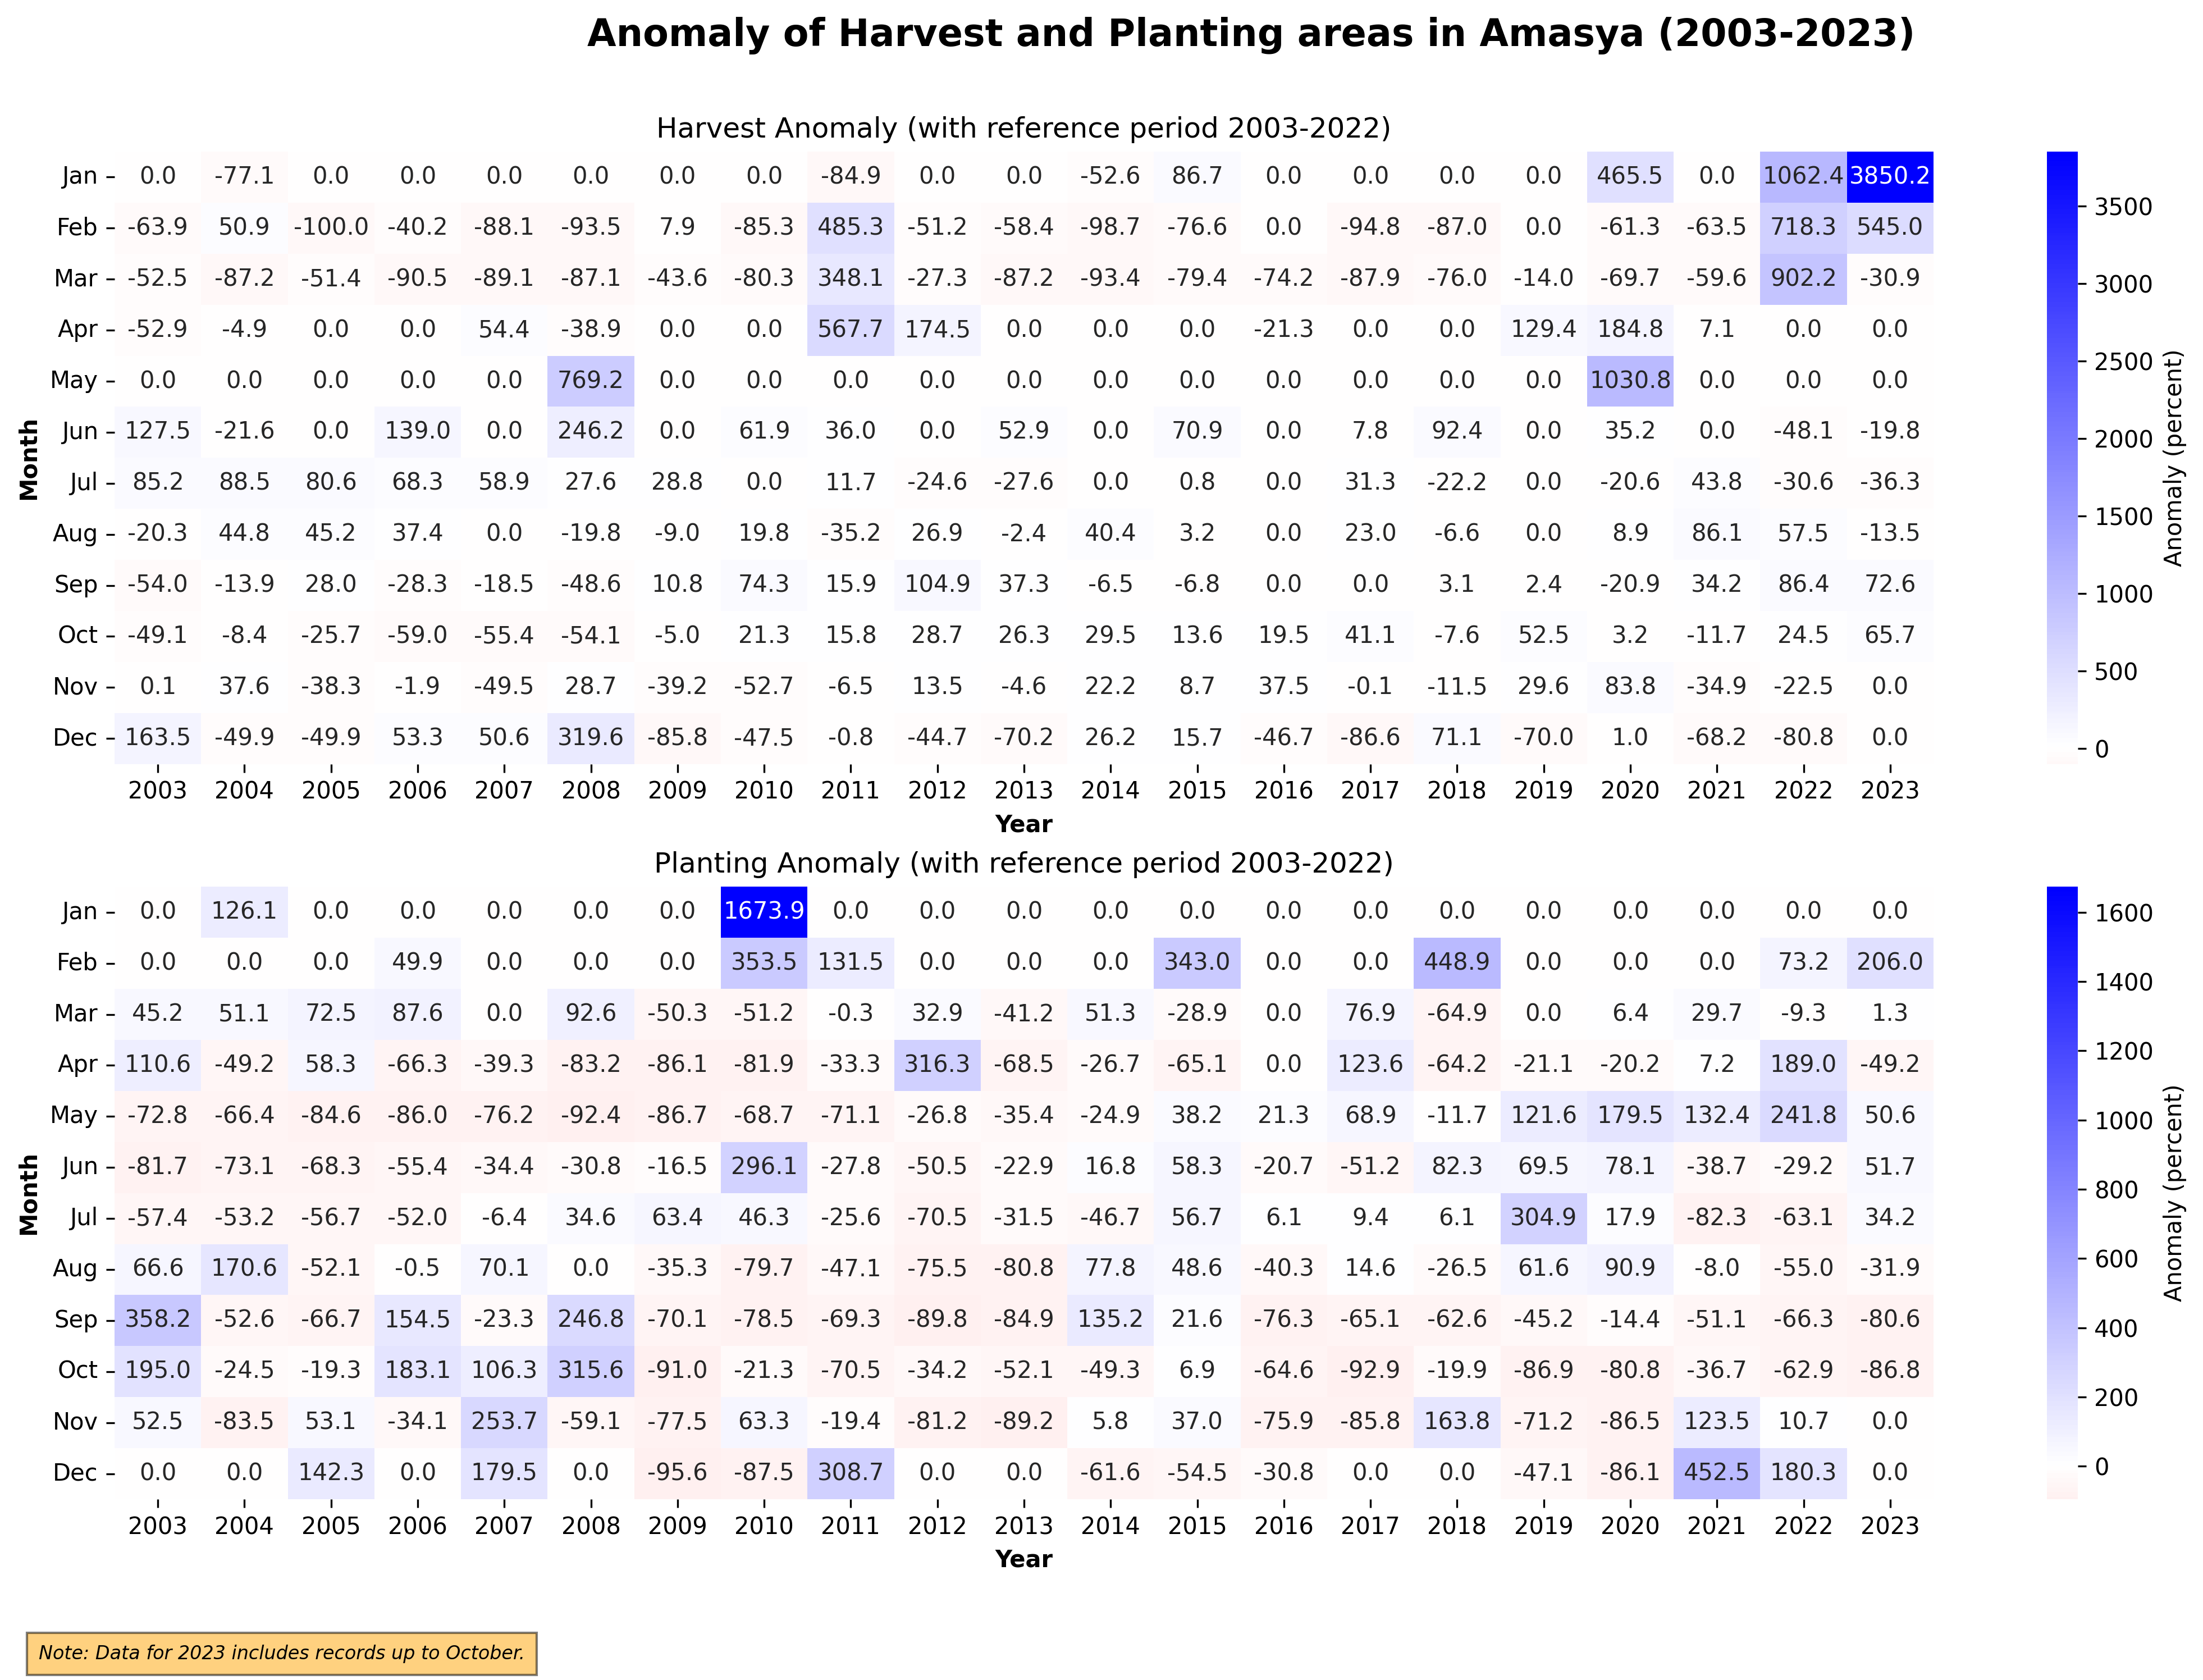 Anomaly of Harvest and Planting areas in Amasya (2003-2023)
Harvest Anomaly (with reference period 2003-2022)
Jan 0.0 -77.1 0.0 0.0 0.0 0.0 0.0 0.0 -84.9 0.0 0.0 -52.6 86.7 0.0 0.0 0.0 0.0 465.5 0.0 1062.4 3850.2
Feb -63.9 50.9 -100.0 -40.2 -88.1 -93.5 7.9 -85.3 485.3 -51.2 -58.4 -98.7 -76.6 0.0 -94.8 -87.0 0.0 -61.3 -63.5 718.3 545.0
Mar -52.5 -87.2 -51.4 -90.5 -89.1 -87.1 -43.6 -80.3 348.1 -27.3 -87.2 -93.4 -79.4 -74.2 -87.9 -76.0 -14.0 -69.7 -59.6 902.2 -30.9
Apr -52.9 -4.9 0.0 0.0 54.4 -38.9 0.0 0.0 567.7 174.5 0.0 0.0 0.0 -21.3 0.0 0.0 129.4 184.8 7.1 0.0 0.0
May 0.0 0.0 0.0 0.0 0.0 769.2 0.0 0.0 0.0 0.0 0.0 0.0 0.0 0.0 0.0 0.0 0.0 1030.8 0.0 0.0 0.0
Jun 127.5 -21.6 0.0 139.0 0.0 246.2 0.0 61.9 36.0 0.0 52.9 0.0 70.9 0.0 7.8 92.4 0.0 35.2 0.0 -48.1 -19.8
Jul 85.2 88.5 80.6 68.3 58.9 27.6 28.8 0.0 11.7 -24.6 -27.6 0.0 0.8 0.0 31.3 -22.2 0.0 -20.6 43.8 -30.6 -36.3
Aug -20.3 44.8 45.2 37.4 0.0 -19.8 -9.0 19.8 -35.2 26.9 -2.4 40.4 3.2 0.0 23.0 -6.6 0.0 8.9 86.1 57.5 -13.5
Sep -54.0 -13.9 28.0 -28.3 -18.5 -48.6 10.8 74.3 15.9 104.9 37.3 -6.5 -6.8 0.0 0.0 3.1 2.4 -20.9 34.2 86.4 72.6
Oct -49.1 -8.4 -25.7 -59.0 -55.4 -54.1 -5.0 21.3 15.8 28.7 26.3 29.5 13.6 19.5 41.1 -7.6 52.5 3.2 -11.7 24.5 65.7
Nov 0.1 37.6 -38.3 -1.9 -49.5 28.7 -39.2 -52.7 -6.5 13.5 -4.6 22.2 8.7 37.5 -0.1 -11.5 29.6 83.8 -34.9 -22.5 0.0
Dec 163.5 -49.9 -49.9 53.3 50.6 319.6 -85.8 -47.5 -0.8 -44.7 -70.2 26.2 15.7 -46.7 -86.6 71.1 -70.0 1.0 -68.2 -80.8 0.0
2003 2004 2005 2006 2007 2008 2009 2010 2011 2012 2013 2014 2015 2016 2017 2018 2019 2020 2021 2022 2023
Year
Month
3500
3000
2500
2000
1500
1000
500
0
Anomaly (percent)
Planting Anomaly (with reference period 2003-2022)
Jan 0.0 126.1 0.0 0.0 0.0 0.0 0.0 1673.9 0.0 0.0 0.0 0.0 0.0 0.0 0.0 0.0 0.0 0.0 0.0 0.0 0.0
Feb 0.0 0.0 0.0 49.9 0.0 0.0 0.0 353.5 131.5 0.0 0.0 0.0 343.0 0.0 0.0 448.9 0.0 0.0 0.0 73.2 206.0
Mar 45.2 51.1 72.5 87.6 0.0 92.6 -50.3 -51.2 -0.3 32.9 -41.2 51.3 -28.9 0.0 76.9 -64.9 0.0 6.4 29.7 -9.3 1.3
Apr 110.6 -49.2 58.3 -66.3 -39.3 -83.2 -86.1 -81.9 -33.3 316.3 -68.5 -26.7 -65.1 0.0 123.6 -64.2 -21.1 -20.2 7.2 189.0 -49.2
May -72.8 -66.4 -84.6 -86.0 -76.2 -92.4 -86.7 -68.7 -71.1 -26.8 -35.4 -24.9 38.2 21.3 68.9 -11.7 121.6 179.5 132.4 241.8 50.6
Jun -81.7 -73.1 -68.3 -55.4 -34.4 -30.8 -16.5 296.1 -27.8 -50.5 -22.9 16.8 58.3 -20.7 -51.2 82.3 69.5 78.1 -38.7 -29.2 51.7
Jul -57.4 -53.2 -56.7 -52.0 -6.4 34.6 63.4 46.3 -25.6 -70.5 -31.5 -46.7 56.7 6.1 9.4 6.1 304.9 17.9 -82.3 -63.1 34.2
Aug 66.6 170.6 -52.1 -0.5 70.1 0.0 -35.3 -79.7 -47.1 -75.5 -80.8 77.8 48.6 -40.3 14.6 -26.5 61.6 90.9 -8.0 -55.0 -31.9
Sep 358.2 -52.6 -66.7 154.5 -23.3 246.8 -70.1 -78.5 -69.3 -89.8 -84.9 135.2 21.6 -76.3 -65.1 -62.6 -45.2 -14.4 -51.1 -66.3 -80.6
Oct 195.0 -24.5 -19.3 183.1 106.3 315.6 -91.0 -21.3 -70.5 -34.2 -52.1 -49.3 6.9 -64.6 -92.9 -19.9 -86.9 -80.8 -36.7 -62.9 -86.8
Nov 52.5 -83.5 53.1 -34.1 253.7 -59.1 -77.5 63.3 -19.4 -81.2 -89.2 5.8 37.0 -75.9 -85.8 163.8 -71.2 -86.5 123.5 10.7 0.0
Dec 0.0 0.0 142.3 0.0 179.5 0.0 -95.6 -87.5 308.7 0.0 0.0 -61.6 -54.5 -30.8 0.0 0.0 -47.1 -86.1 452.5 180.3 0.0
2003 2004 2005 2006 2007 2008 2009 2010 2011 2012 2013 2014 2015 2016 2017 2018 2019 2020 2021 2022 2023
Year
Month
1600
1400
1200
1000
800
600
400
200
0
Anomaly (percent)
Note: Data for 2023 includes records up to October.